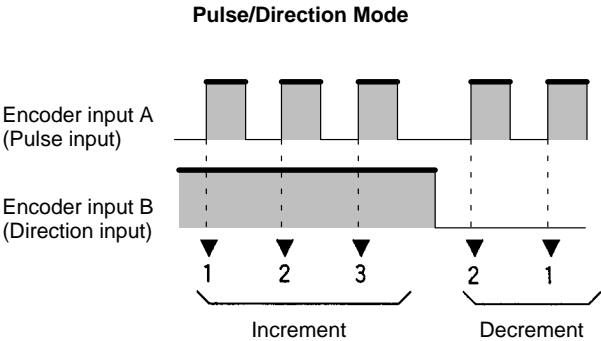 Pulse/Direction Mode
Encoder input A
(Pulse input)
Encoder input B
(Direction input)
1 2 3 2 1
Increment Decrement